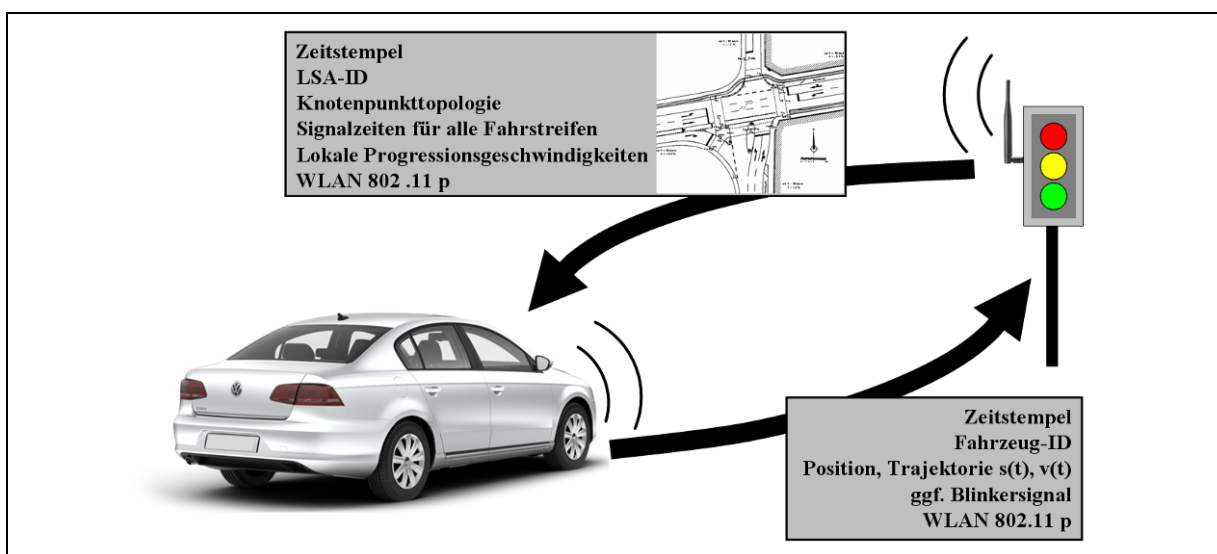 Zeitstempel
LSA-ID
Knotenpunkttopologie
Signalzeiten für alle Fahrstreifen
Lokale Progressionsgeschwindigkeiten
WLAN 802 .11 p
Zeitstempel
Fahrzeug-ID
Position, Trajektorie s(t), v(t)
ggf. Blinkersignal
WLAN 802.11 p